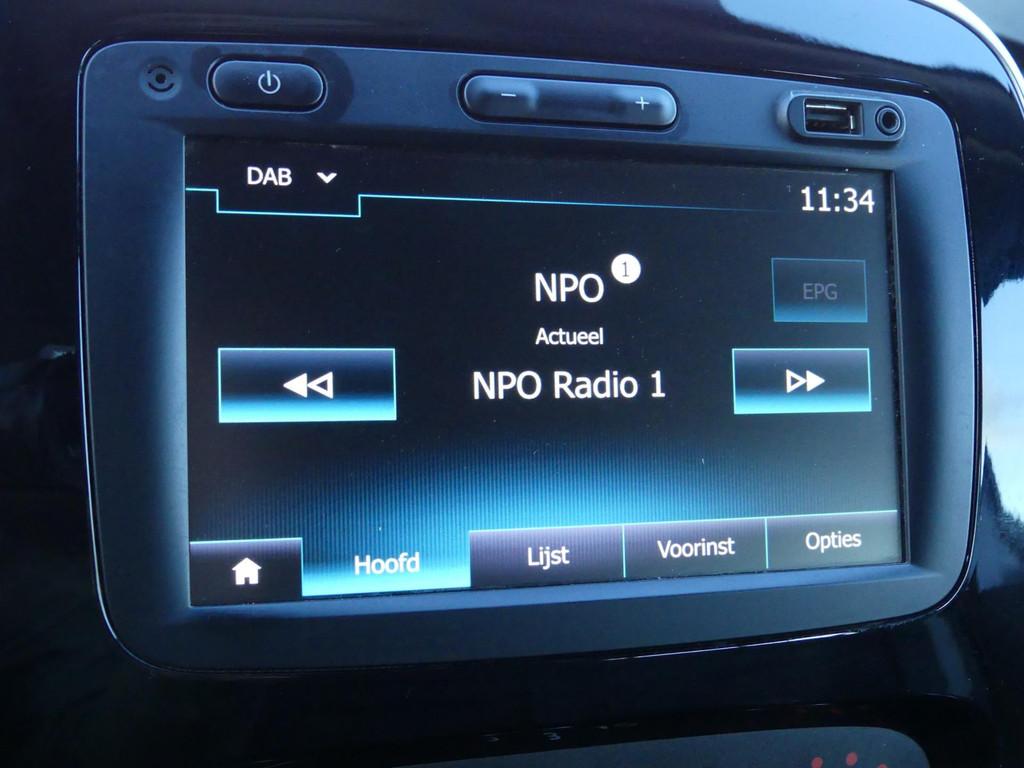 DAB
11:34
NPO 1
EPG
Actueel
NPO Radio 1
Hoofd Lijst Voorinst Opties